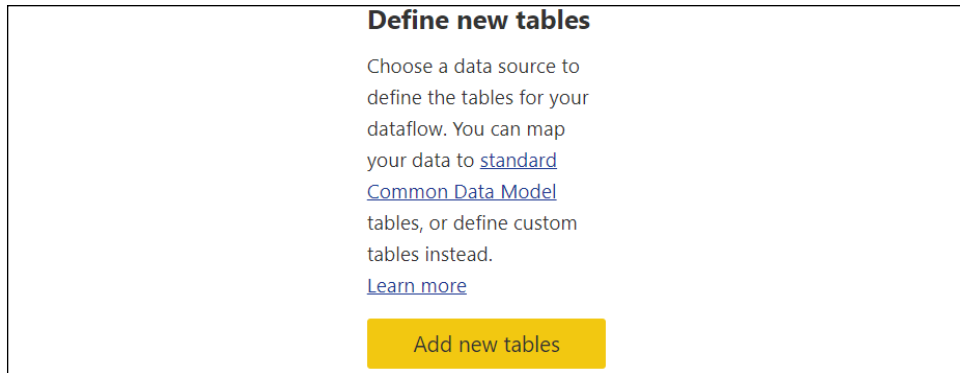 Define new tables
Choose a data source to
define the tables for your
dataflow. You can map
your data to standard
Common Data Model
tables, or define custom
tables instead.
Learn more
Add new tables